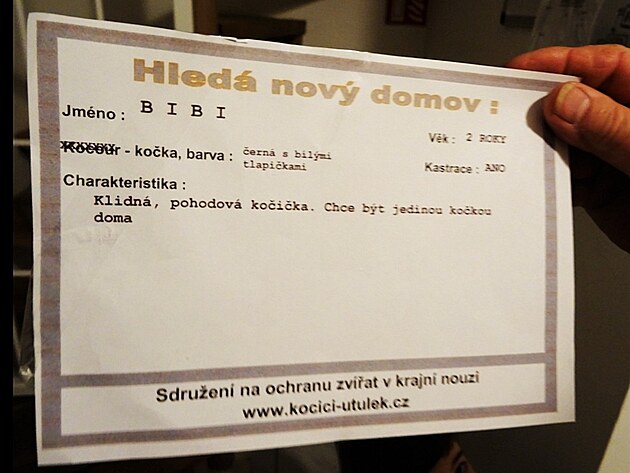 Hledá nový domov :
Jméno : B I B I
Věk : 2 ROKY
Kocour - kočka, barva : černá s bílými
tlapičkami
Kastrace : ANO
Charakteristika :
Klidná, pohodová kočička. Chce být jedinou kočkou
doma
Sdružení na ochranu zvířat v krajní nouzi
www.kocici-utulek.cz